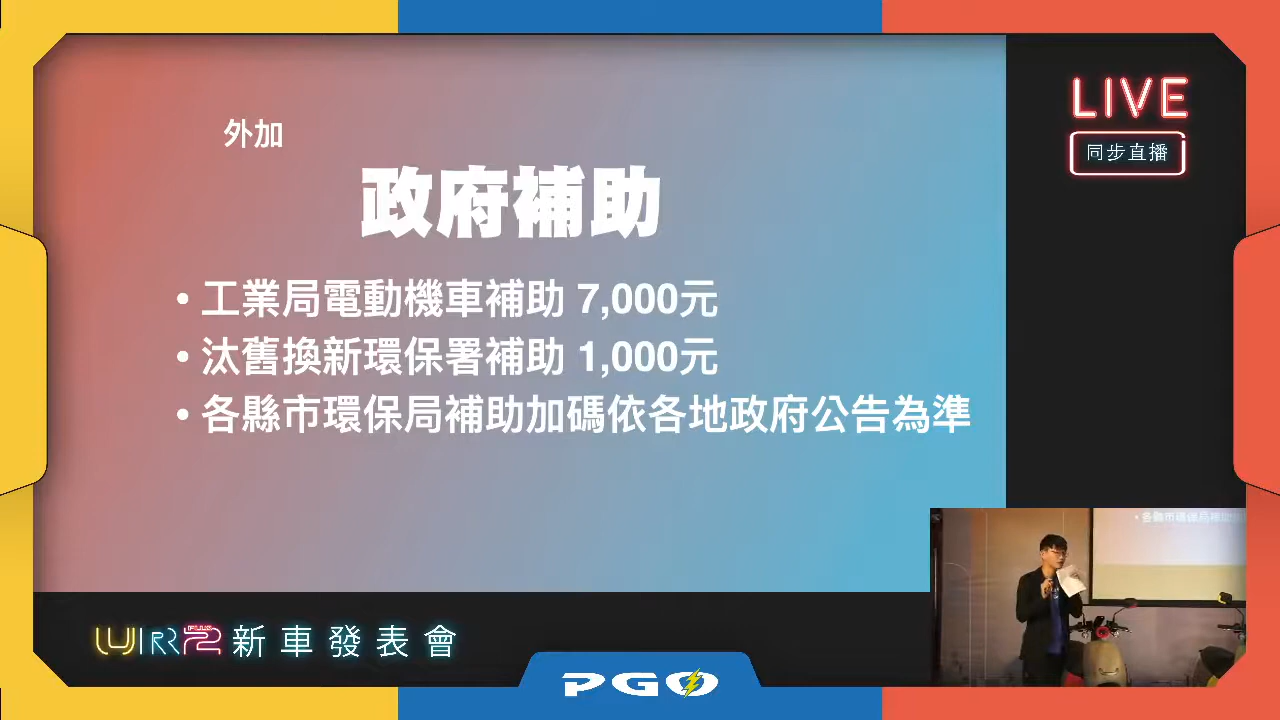 外加
政府補助
• 工業局電動機車補助 7,000元
• 汰舊換新環保署補助 1,000元
• 各縣市環保局補助加碼依各地政府公告為準
LIVE
同步直播
UR2 PLUS 新車發表會
PGO